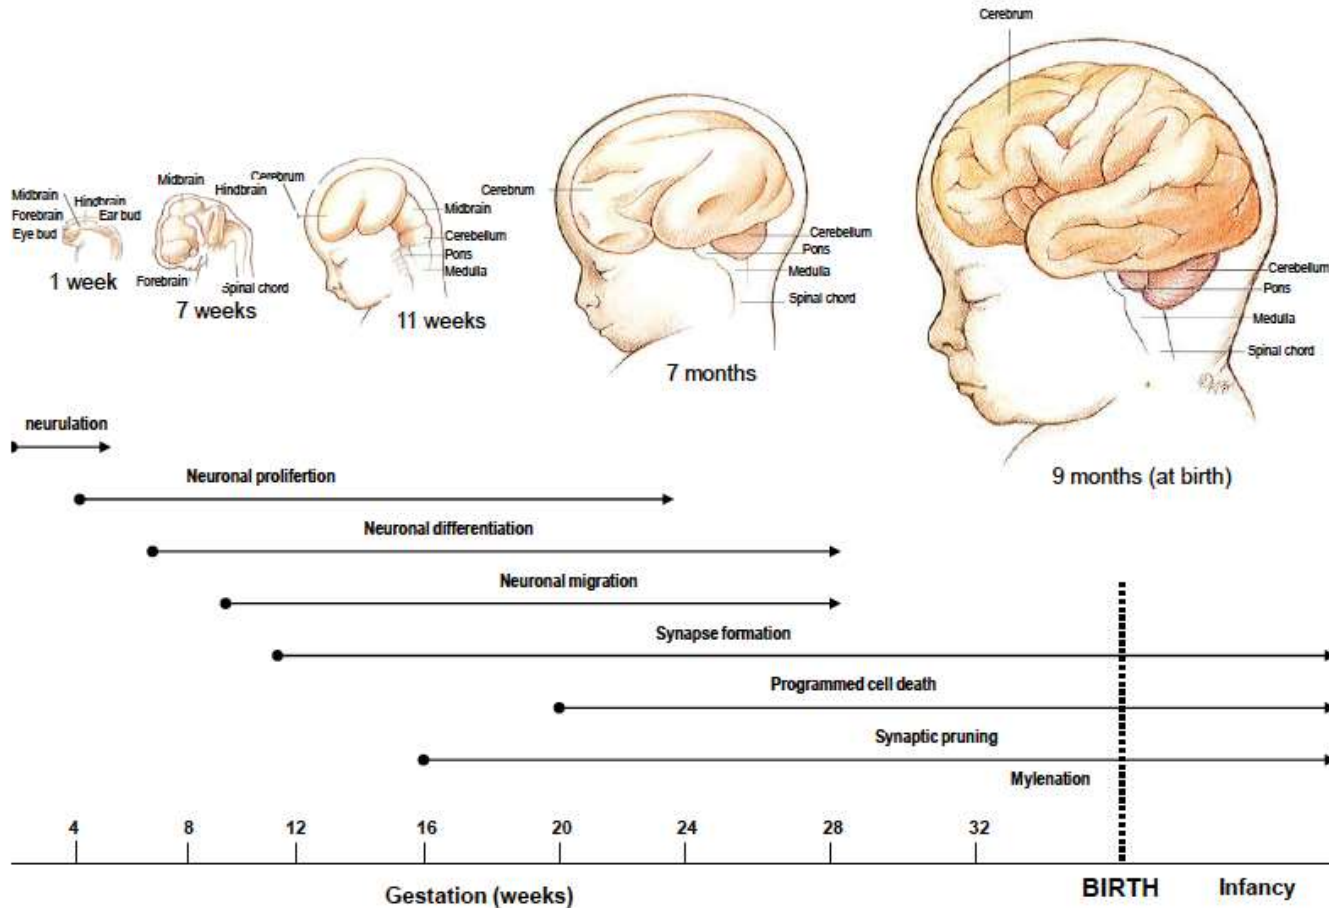 Cerebrum
Midbrain
Hindbrain
Forebrain
Ear bud
Eye bud
1 week
Midbrain
Hindbrain
Forebrain
Spinal chord
7 weeks
Cerebrum
Midbrain
Cerebellum
Pons
Medulla
11 weeks
Cerebrum
Cerebellum
Pons
Medulla
Spinal chord
7 months
Cerebellum
Pons
Medulla
Spinal chord
9 months (at birth)
neurulation
Neuronal prolifertion
Neuronal differentiation
Neuronal migration
Synapse formation
Programmed cell death
Synaptic pruning
Mylenation
4 8 12 16 20 24 28 32
Gestation (weeks) BIRTH Infancy